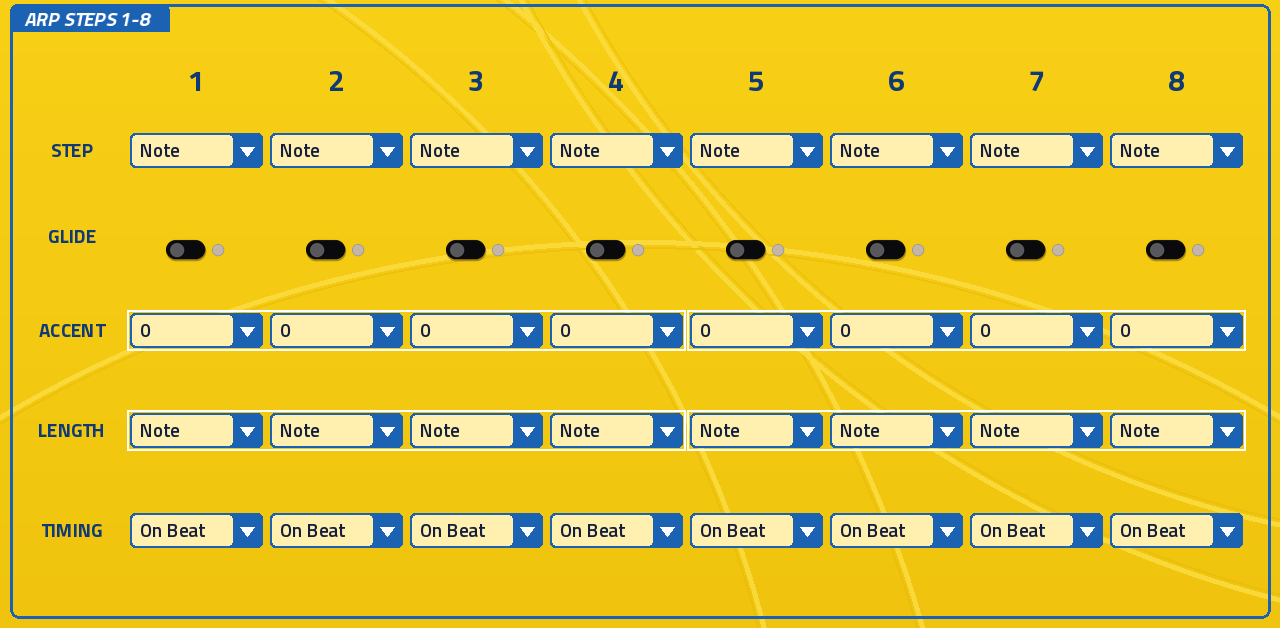 ARP STEPS 1-8
1 2 3 4 5 6 7 8
STEP Note Note Note Note Note Note Note Note
GLIDE
ACCENT 0 0 0 0 0 0 0 0
LENGTH Note Note Note Note Note Note Note Note
TIMING On Beat On Beat On Beat On Beat On Beat On Beat On Beat On Beat